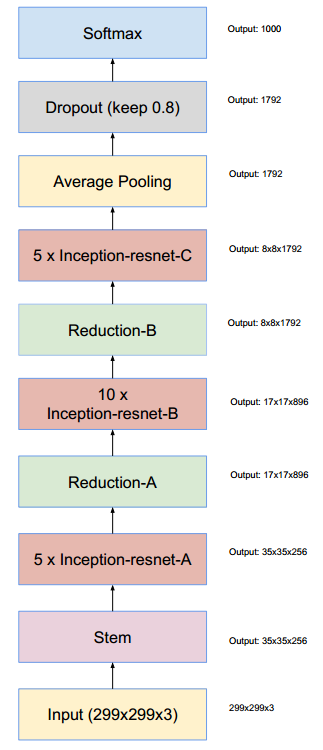 Softmax
Output: 1000
Dropout (keep 0.8)
Output: 1792
Average Pooling
Output: 1792
5 x Inception-resnet-C
Output: 8x8x1792
Reduction-B
Output: 8x8x1792
10 x
Inception-resnet-B
Output: 17x17x896
Reduction-A
Output: 17x17x896
5 x Inception-resnet-A
Output: 35x35x256
Stem
Output: 35x35x256
Input (299x299x3)
299x299x3